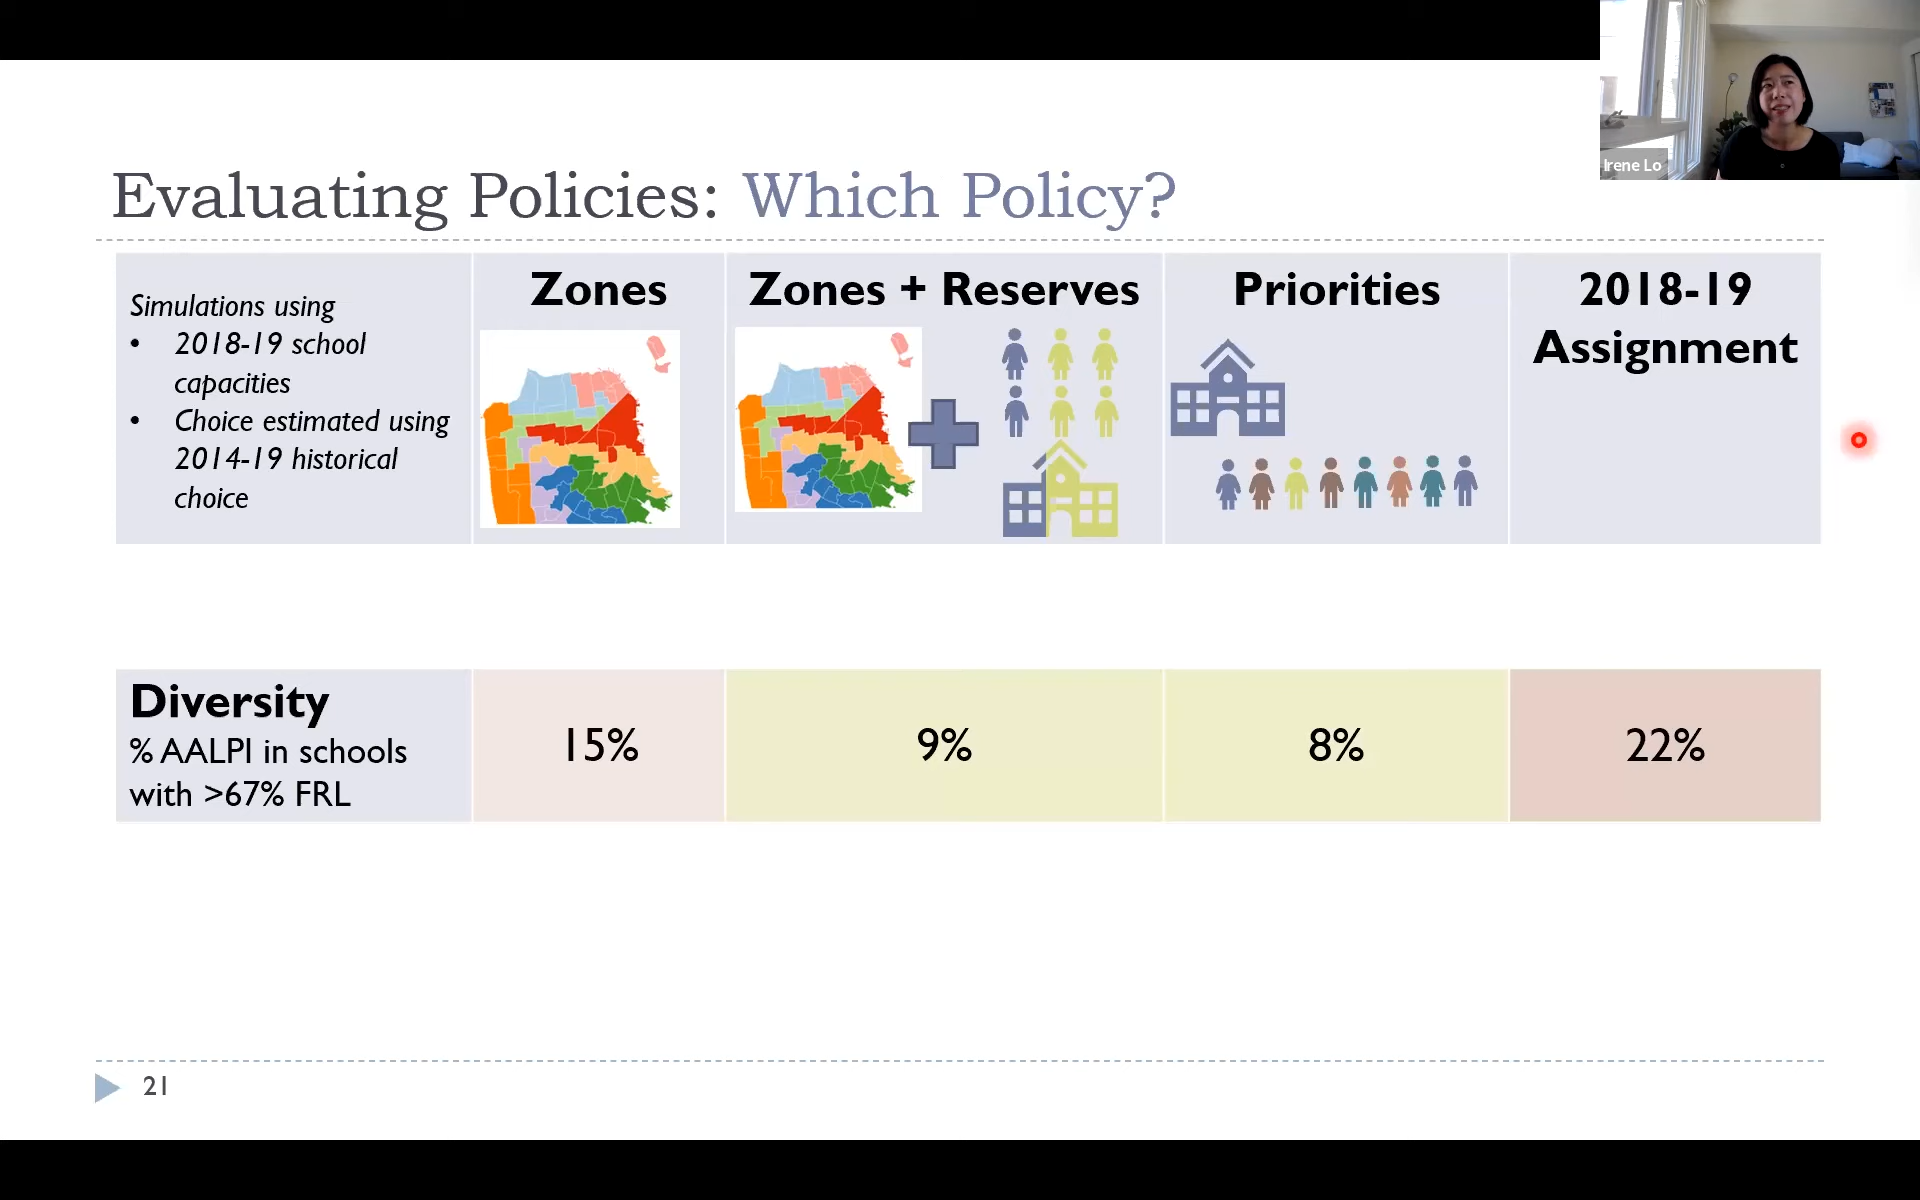 Irene Lo
Evaluating Policies: Which Policy?
Simulations using
• 2018-19 school
capacities
• Choice estimated using
2014-19 historical
choice
Zones
Zones + Reserves
Priorities
2018-19
Assignment
Diversity
% AALPI in schools
with >67% FRL
15%
9%
8%
22%
21